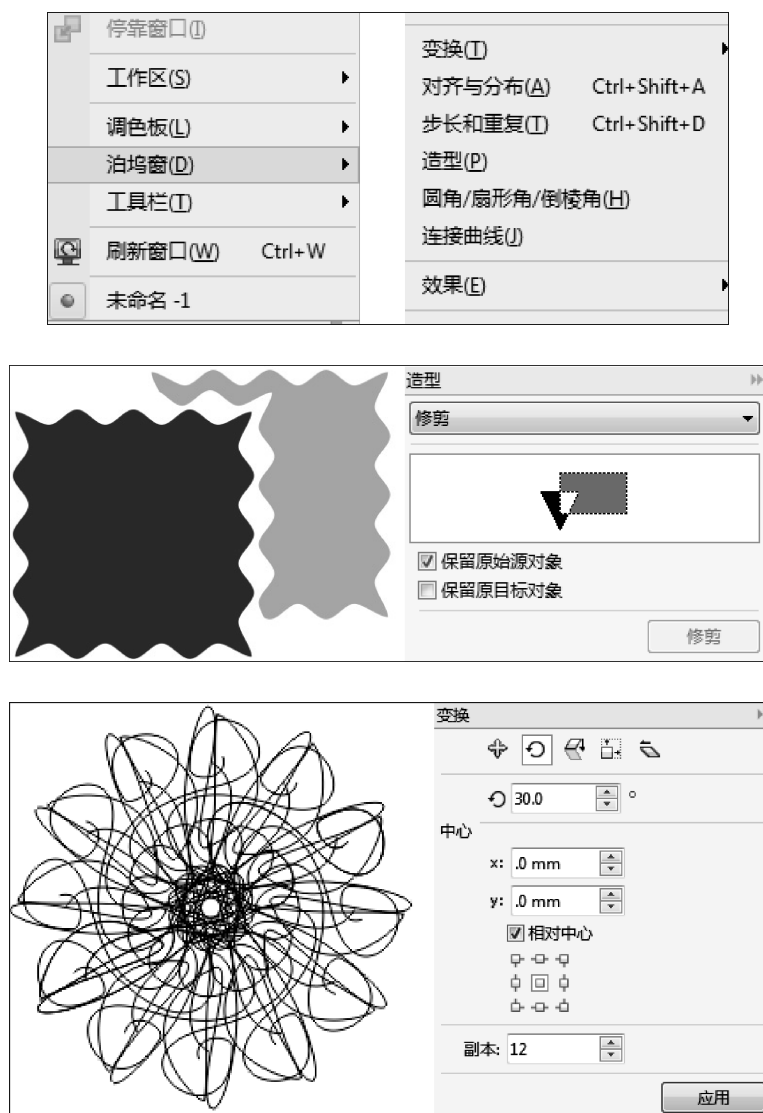 停靠窗口(I)
工作区(S)
调色板(L)
泊坞窗(D)
工具栏(T)
刷新窗口(W) Ctrl+W
未命名 -1
变换(T)
对齐与分布(A) Ctrl+Shift+A
步长和重复(T) Ctrl+Shift+D
造型(P)
圆角/扇形角/倒棱角(H)
连接曲线(J)
效果(E)
造型
修剪
保留原始源对象
保留原目标对象
修剪
变换
30.0 °
中心
x: .0 mm
y: .0 mm
相对中心
副本: 12
应用